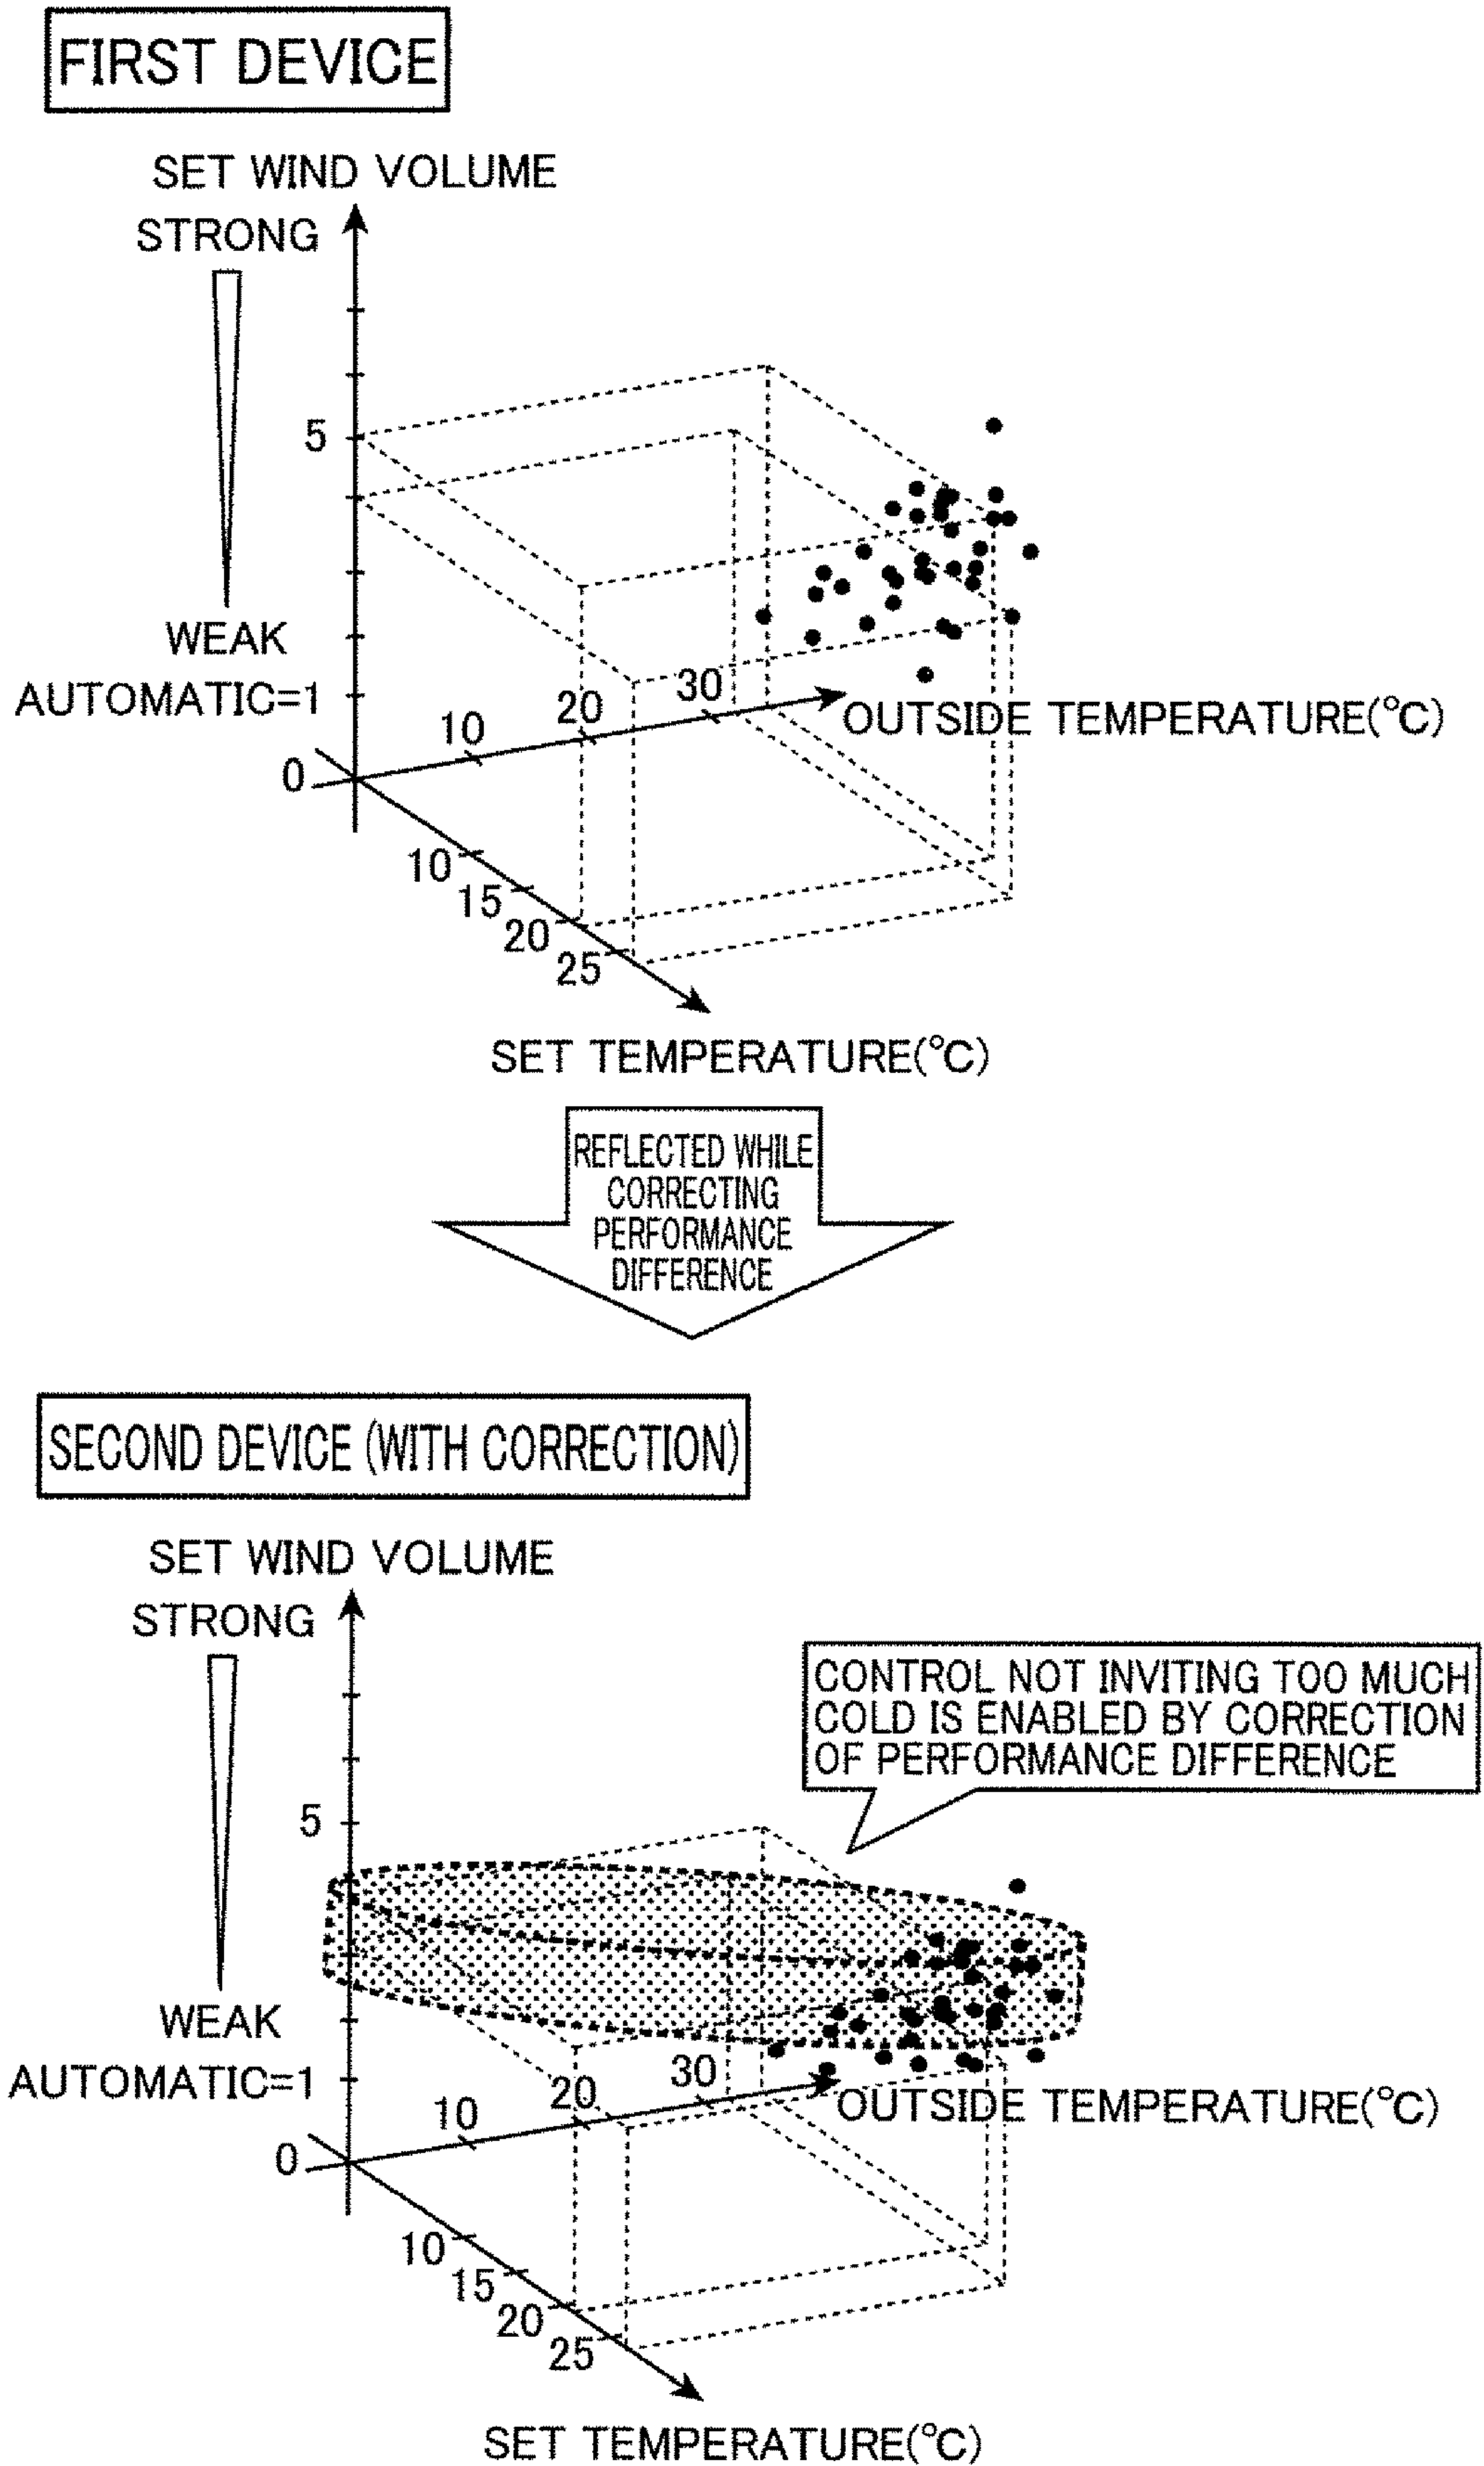 FIRST DEVICE
SET WIND VOLUME
STRONG
5
WEAK
AUTOMATIC=1
0
10
20
30
OUTSIDE TEMPERATURE(°C)
10
15
20
25
SET TEMPERATURE(°C)
REFLECTED WHILE
CORRECTING
PERFORMANCE
DIFFERENCE
SECOND DEVICE (WITH CORRECTION)
SET WIND VOLUME
STRONG
CONTROL NOT INVITING TOO MUCH
COLD IS ENABLED BY CORRECTION
OF PERFORMANCE DIFFERENCE
5
WEAK
AUTOMATIC=1
0
10
20
30
OUTSIDE TEMPERATURE(°C)
10
15
20
25
SET TEMPERATURE(°C)